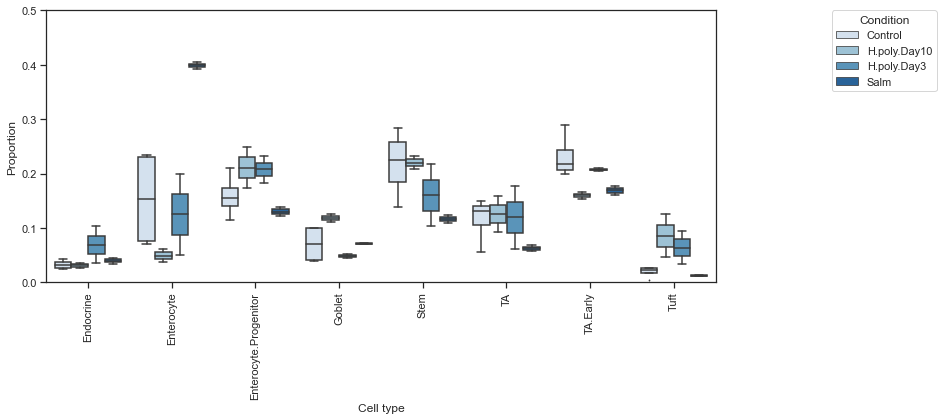 0.5
0.4
0.3
0.2
0.1
0.0
Proportion
Endocrine
Enterocyte
Enterocyte.Progenitor
Goblet
Stem
TA
TA.Early
Tuft
Cell type
Condition
Control
H.poly.Day10
H.poly.Day3
Salm